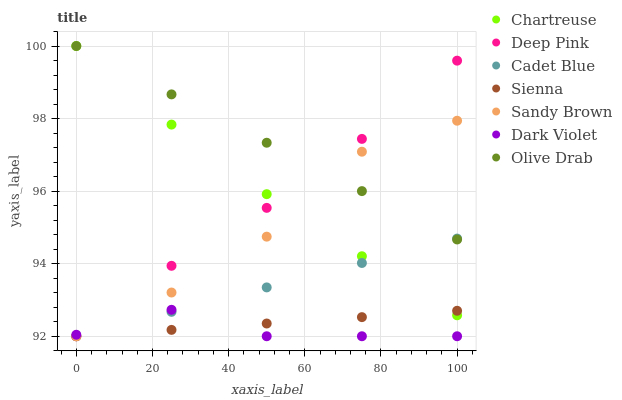 title
Chartreuse
Deep Pink
Cadet Blue
Sienna
Sandy Brown
Dark Violet
Olive Drab
yaxis_label
100
98
96
94
92
0 20 40 60 80 100
xaxis_label